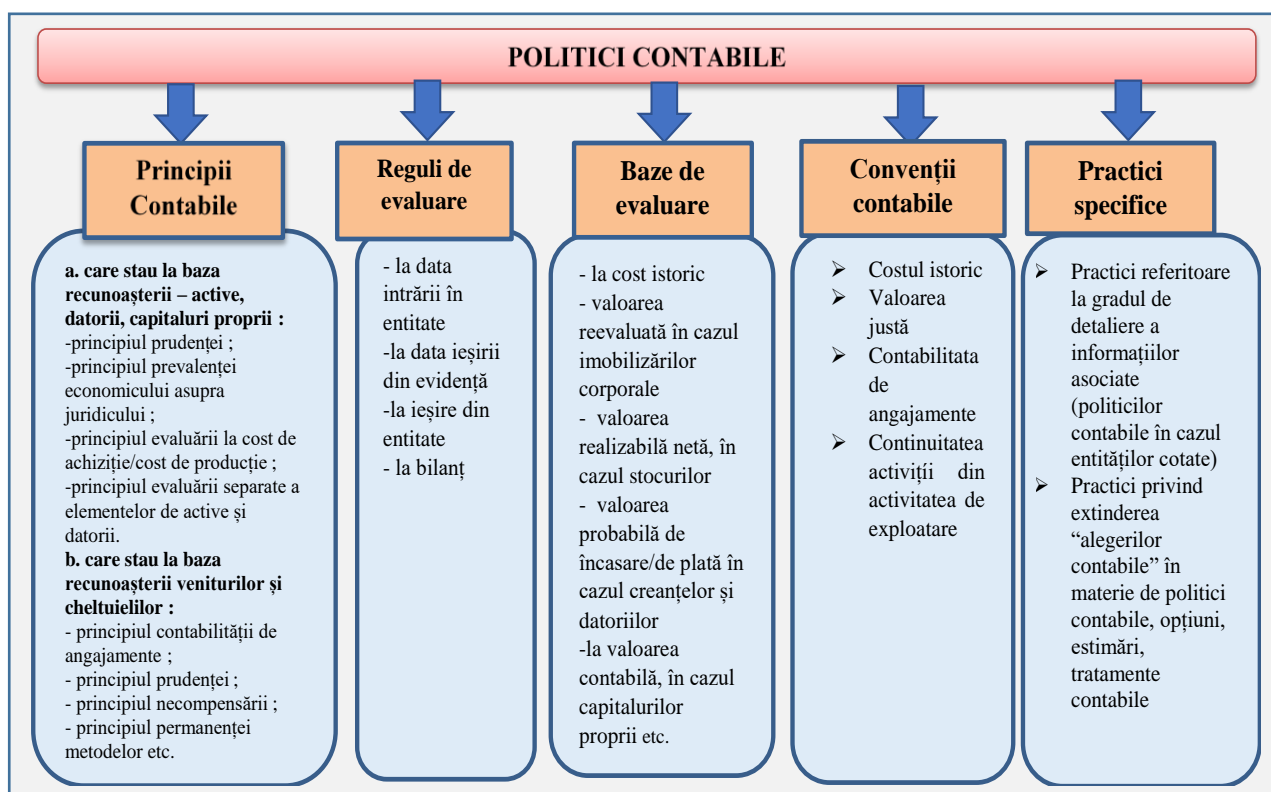 POLITICI CONTABILE
Principii
Contabile
a. care stau la baza
recunoașterii – active,
datorii, capitaluri proprii :
-principiul prudenței ;
-principiul prevalenței
economicului asupra
juridicului ;
-principiul evaluării la cost de
achiziție/cost de producție ;
-principiul evaluării separate a
elementelor de active și
datorii.
b. care stau la baza
recunoașterii veniturilor și
cheltuielilor :
- principiul contabilității de
angajamente ;
- principiul prudenței ;
- principiul necompensării ;
- principiul permanenței
metodelor etc.
Reguli de
evaluare
- la data
intrării în
entitate
-la data ieșirii
din evidență
-la ieșire din
entitate
- la bilanț
Baze de
evaluare
- la cost istoric
- valoarea
reevaluată în cazul
imobilizărilor
corporale
- valoarea
realizabilă netă, în
cazul stocurilor
- valoarea
probabilă de
încasare/de plată în
cazul creanțelor și
datoriilor
-la valoarea
contabilă, în cazul
capitalurilor
proprii etc.
Convenții
contabile
➢ Costul istoric
➢ Valoarea
justă
➢ Contabilitata
de
angajamente
➢ Continuitatea
activiții din
activitatea de
exploatare
Practici
specifice
➢ Practici referitoare
la gradul de
detaliere a
informațiilor
asociate
(politicilor
contabile în cazul
entităților cotate)
➢ Practici privind
extinderea
“alegerilor
contabile” în
materie de politici
contabile, opțiuni,
estimări,
tratamente
contabile